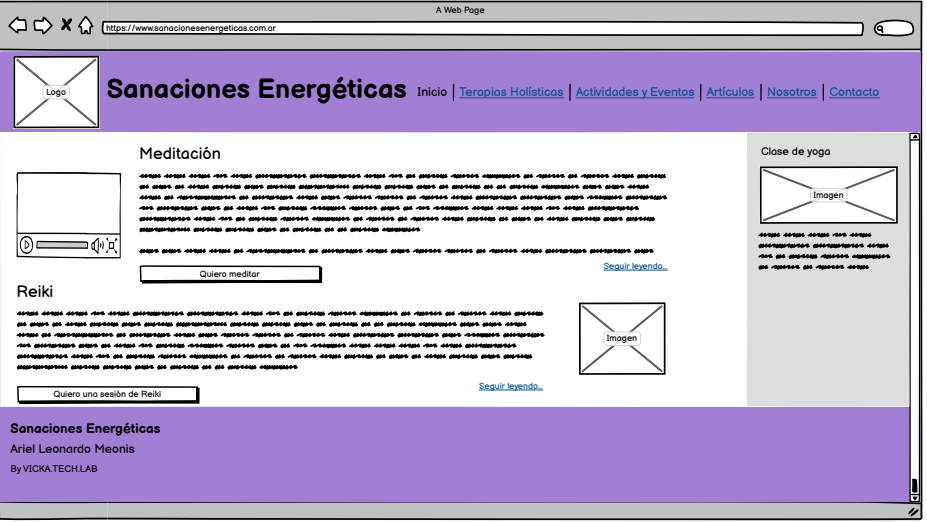 A Web Page
https://www.sanacionesenergeticas.com.ar
Logo
Sanaciones Energéticas
Inicio | Terapias Holísticas | Actividades y Eventos | Artículos | Nosotros | Contacto
Meditación
Quiero meditar
Seguir leyendo...
Clase de yoga
Imagen
Reiki
Imagen
Quiero una sesión de Reiki
Seguir leyendo...
Sanaciones Energéticas
Ariel Leonardo Meonis
By VICKA.TECH.LAB